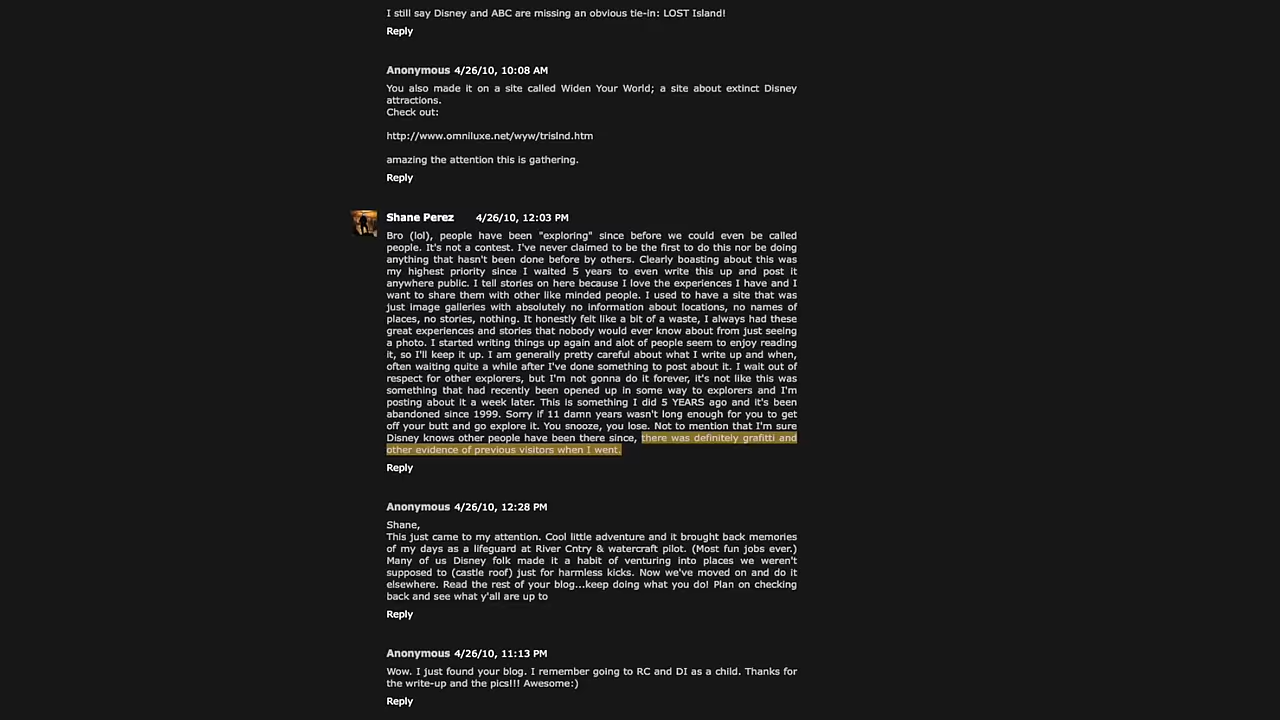 I still say Disney and ABC are missing an obvious tie-in: LOST Island!
Reply
Anonymous 4/26/10, 10:08 AM
You also made it on a site called Widen Your World; a site about extinct Disney
attractions.
Check out:
http://www.omniluxe.net/wyw/trislnd.htm
amazing the attention this is gathering.
Reply
Shane Perez 4/26/10, 12:03 PM
Bro (lol), people have been "exploring" since before we could even be called
people. It's not a contest. I've never claimed to be the first to do this nor be doing
anything that hasn't been done before by others. Clearly boasting about this was
my highest priority since I waited 5 years to even write this up and post it
anywhere public. I tell stories on here because I love the experiences I have and I
want to share them with other like minded people. I used to have a site that was
just image galleries with absolutely no information about locations, no names of
places, no stories, nothing. It honestly felt like a bit of a waste, I always had these
great experiences and stories that nobody would ever know about from just seeing
a photo. I started writing things up again and alot of people seem to enjoy reading
it, so I'll keep it up. I am generally pretty careful about what I write up and when,
often waiting quite a while after I've done something to post about it. I wait out of
respect for other explorers, but I'm not gonna do it forever, it's not like this was
something that had recently been opened up in some way to explorers and I'm
posting about it a week later. This is something I did 5 YEARS ago and it's been
abandoned since 1999. Sorry if 11 damn years wasn't long enough for you to get
off your butt and go explore it. You snooze, you lose. Not to mention that I'm sure
Disney knows other people have been there since, there was definitely grafitti and
other evidence of previous visitors when I went.
Reply
Anonymous 4/26/10, 12:28 PM
Shane,
This just came to my attention. Cool little adventure and it brought back memories
of my days as a lifeguard at River Cntry & watercraft pilot. (Most fun jobs ever.)
Many of us Disney folk made it a habit of venturing into places we weren't
supposed to (castle roof) just for harmless kicks. Now we've moved on and do it
elsewhere. Read the rest of your blog...keep doing what you do! Plan on checking
back and see what y'all are up to
Reply
Anonymous 4/26/10, 11:13 PM
Wow. I just found your blog. I remember going to RC and DI as a child. Thanks for
the write-up and the pics!!! Awesome:)
Reply